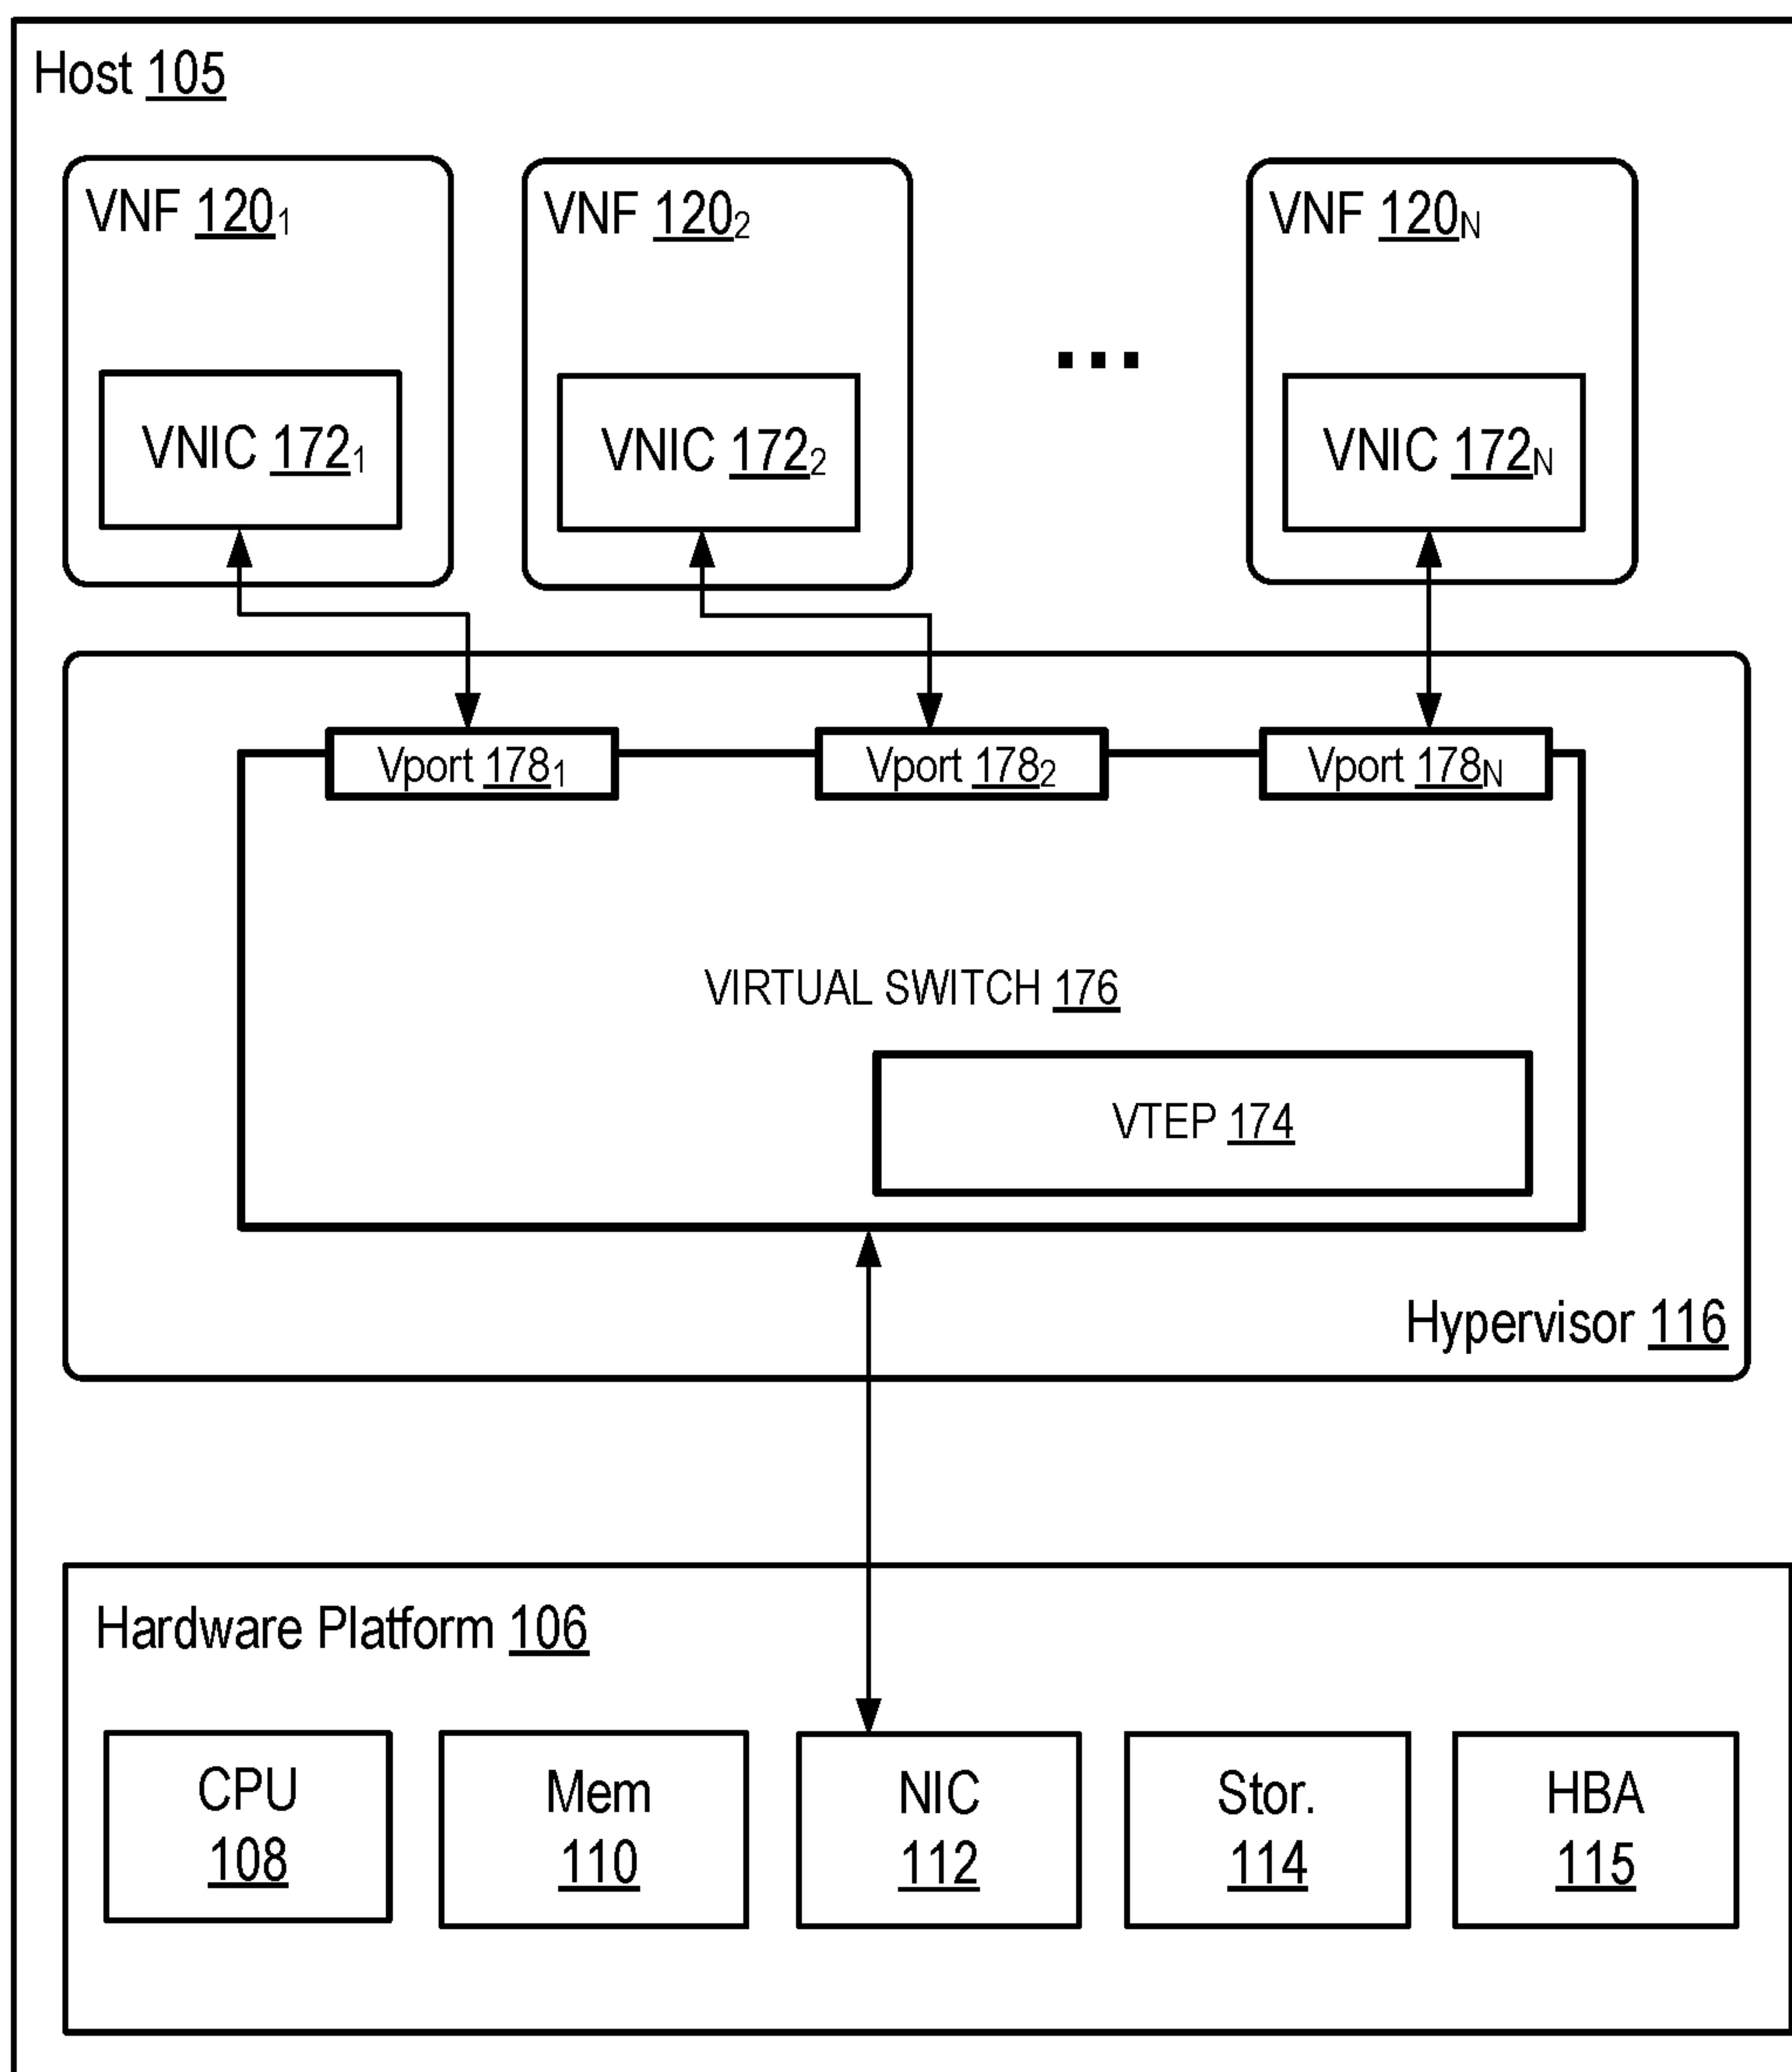 Host 105
VNF 120₁
VNF 120₂
VNF 120N
...
VNIC 172₁
VNIC 172₂
VNIC 172N
Vport 178₁
Vport 178₂
Vport 178N
VIRTUAL SWITCH 176
VTEP 174
Hypervisor 116
Hardware Platform 106
CPU
108
Mem
110
NIC
112
Stor.
114
HBA
115